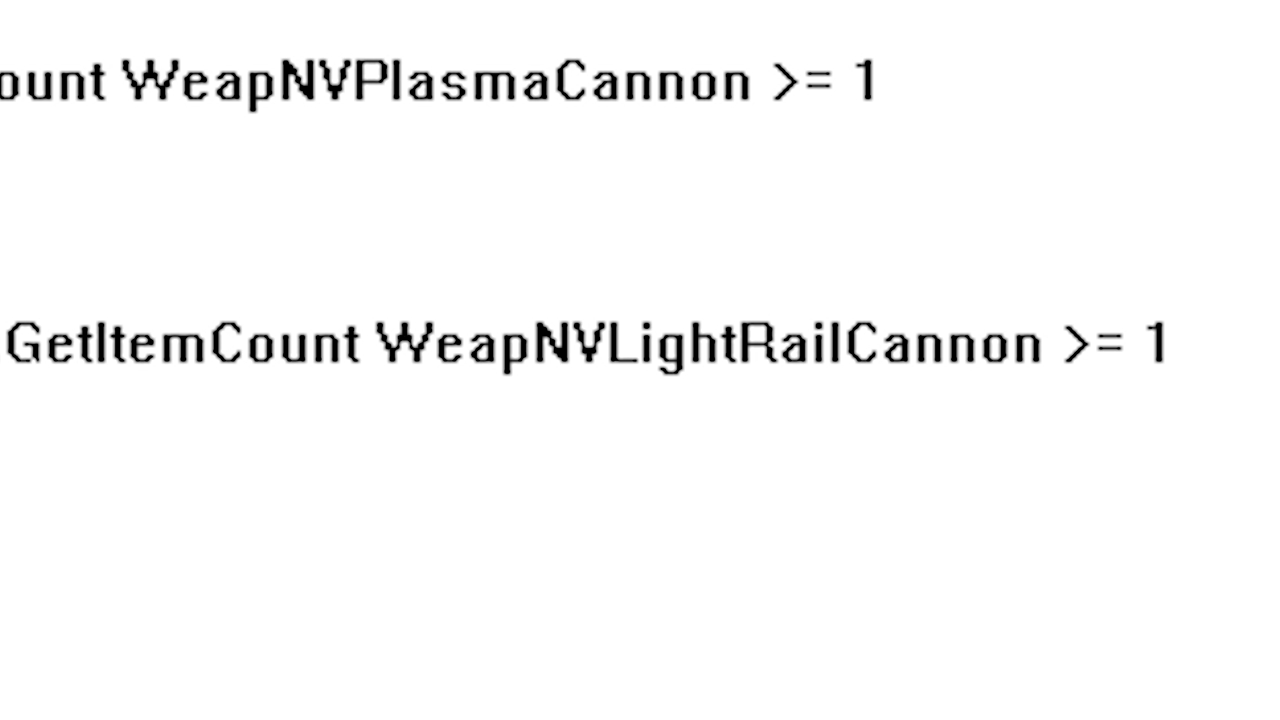 ount WeapNVPlasmaCannon >= 1
GetItemCount WeapNVLightRailCannon >= 1